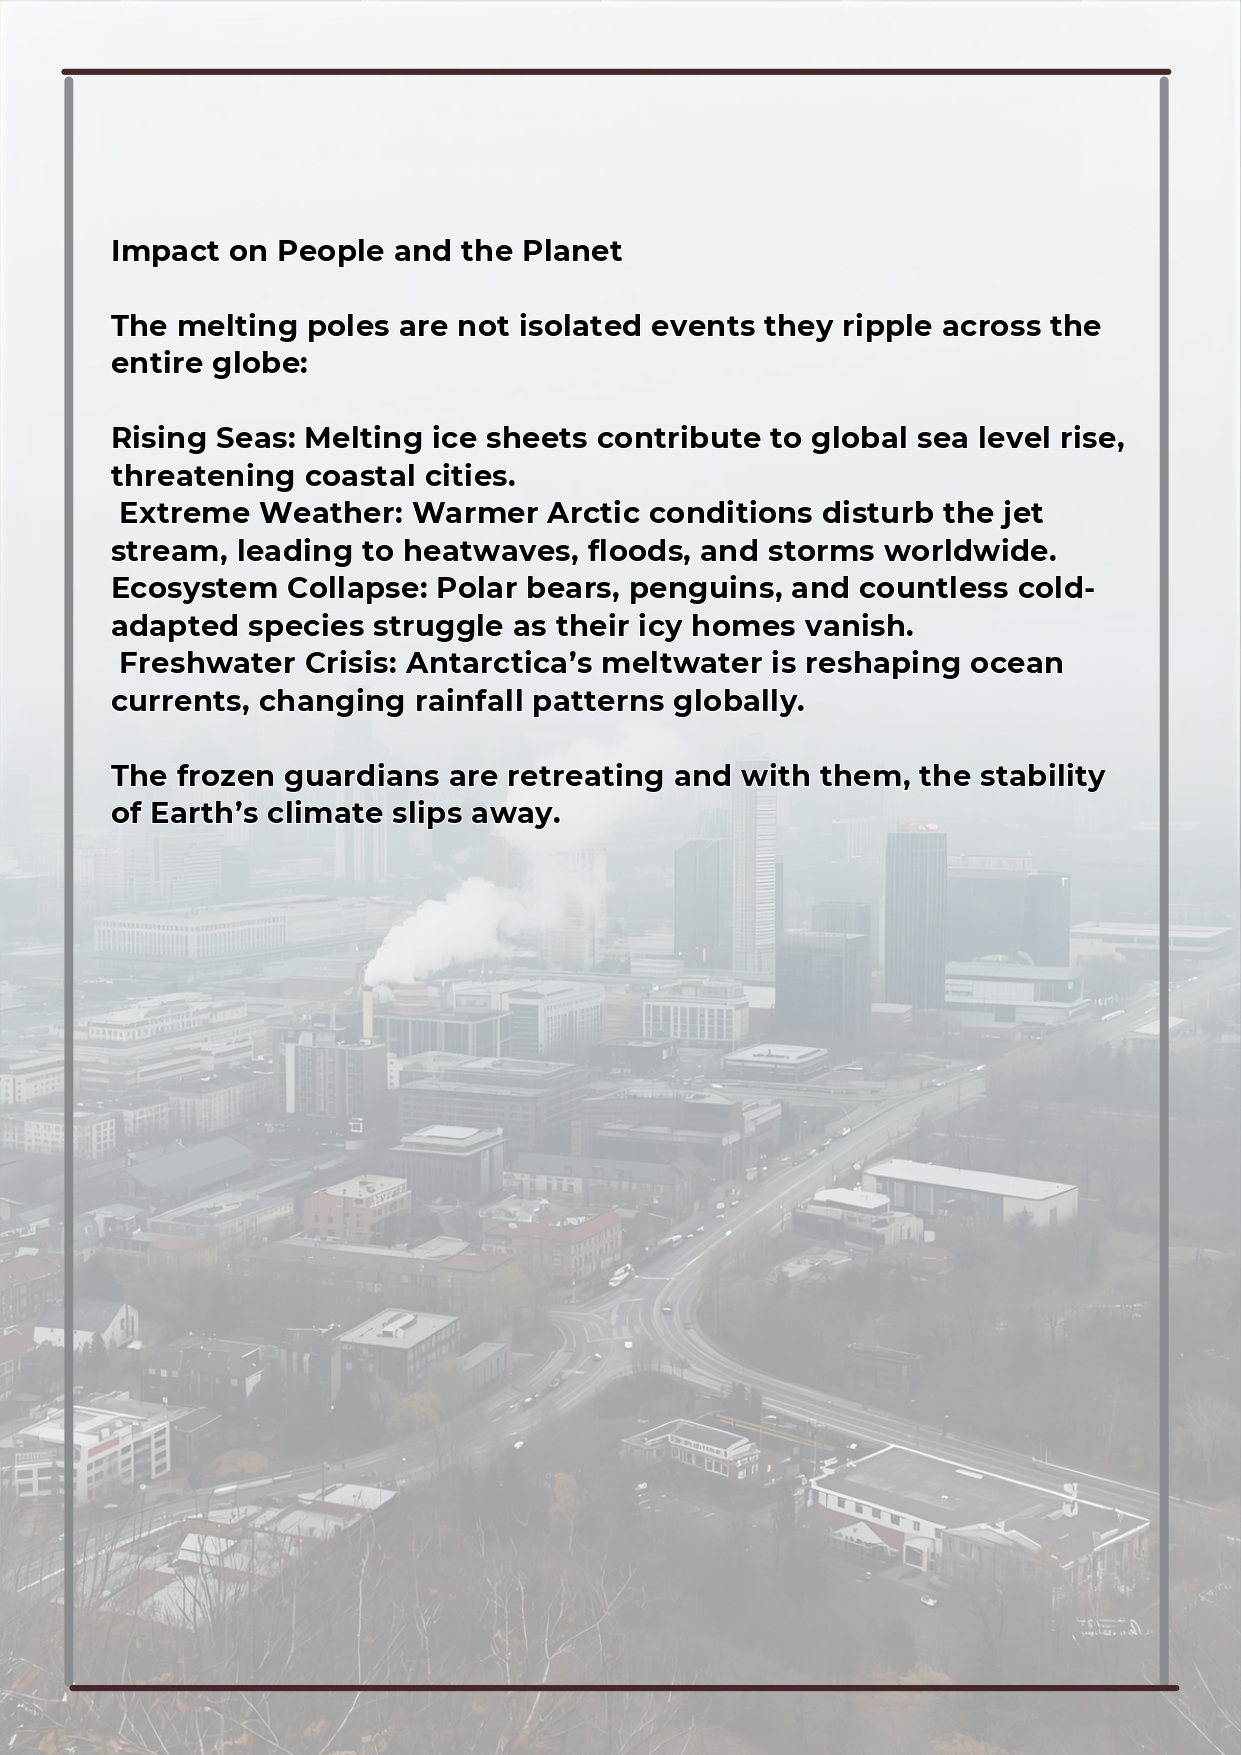 Impact on People and the Planet
The melting poles are not isolated events they ripple across the
entire globe:
Rising Seas: Melting ice sheets contribute to global sea level rise,
threatening coastal cities.
Extreme Weather: Warmer Arctic conditions disturb the jet
stream, leading to heatwaves, floods, and storms worldwide.
Ecosystem Collapse: Polar bears, penguins, and countless cold-
adapted species struggle as their icy homes vanish.
Freshwater Crisis: Antarctica’s meltwater is reshaping ocean
currents, changing rainfall patterns globally.
The frozen guardians are retreating and with them, the stability
of Earth’s climate slips away.